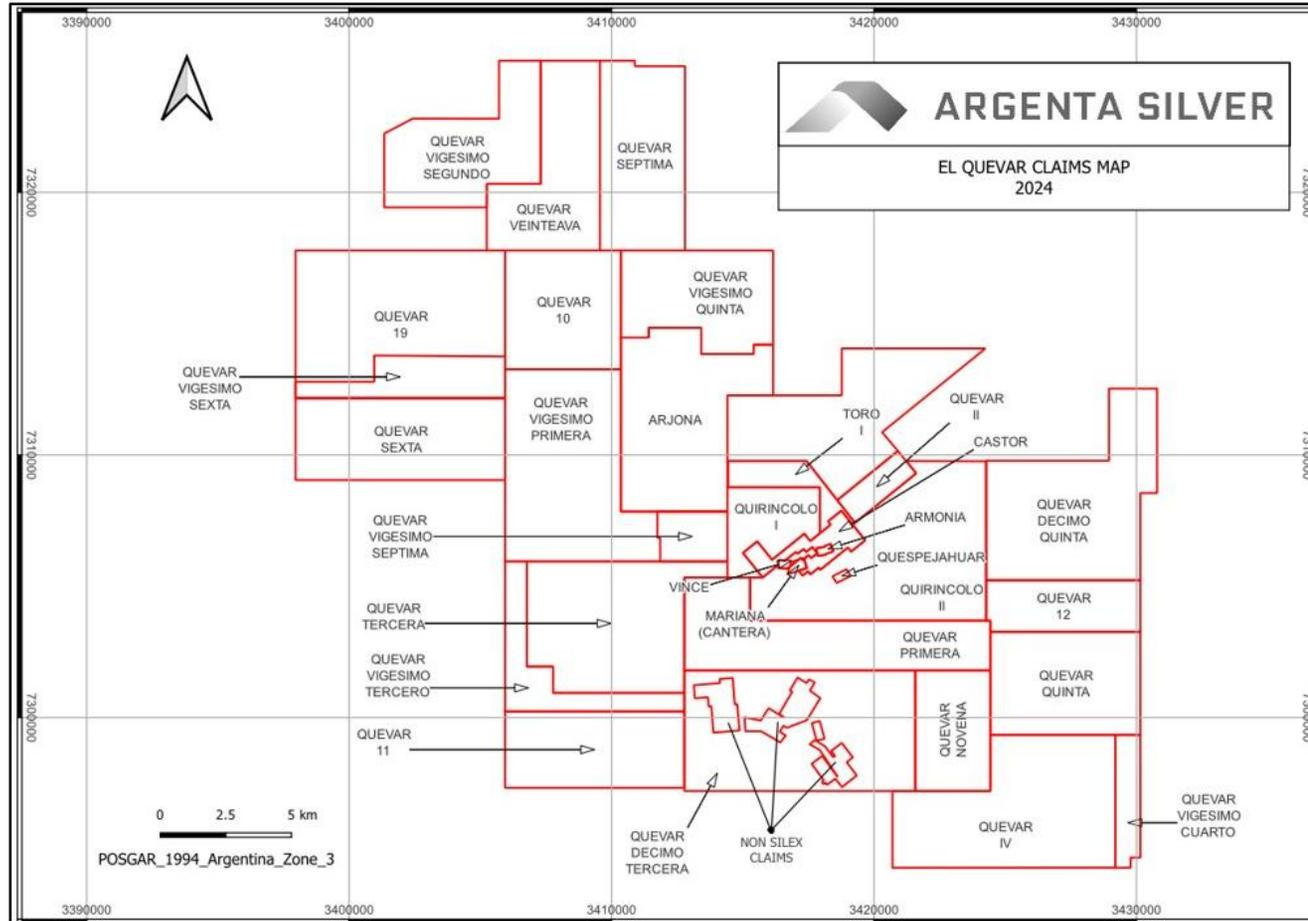 3390000
3400000
3410000
3420000
3430000
ARGENTA SILVER
EL QUEVAR CLAIMS MAP
2024
7320000
7320000
QUEVAR
VIGESIMO
SEGUNDO
QUEVAR
SEPTIMA
QUEVAR
VEINTEAVA
QUEVAR
VIGESIMO
QUINTA
QUEVAR
19
QUEVAR
10
QUEVAR
VIGESIMO
SEXTA
QUEVAR
VIGESIMO
PRIMERA
ARJONA
TORO
I
QUEVAR
II
CASTOR
QUEVAR
SEXTA
7310000
7310000
QUIRINCOLO
I
ARMONIA
QUEVAR
DECIMO
QUINTA
QUEVAR
VIGESIMO
SEPTIMA
QUESPEJAHUAR
VINCE
MARIANA
(CANTERA)
QUIRINCOLO
II
QUEVAR
12
QUEVAR
TERCERA
QUEVAR
PRIMERA
QUEVAR
VIGESIMO
TERCERO
QUEVAR
QUINTA
7300000
7300000
QUEVAR
11
QUEVAR
NOVENA
0 2.5 5 km
POSGAR_1994_Argentina_Zone_3
QUEVAR
DECIMO
TERCERA
NON SILEX
CLAIMS
QUEVAR
IV
QUEVAR
VIGESIMO
CUARTO
3390000
3400000
3410000
3420000
3430000